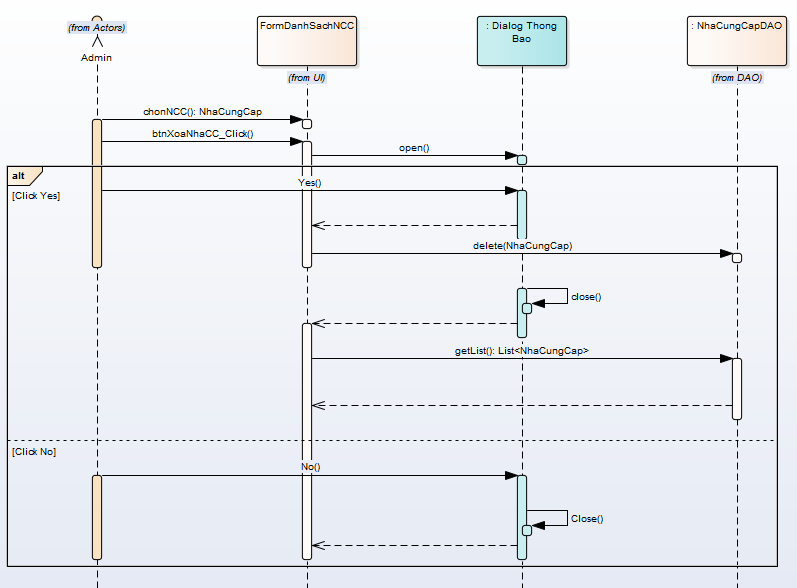 (from Actors)
Admin
FormDanhSachNCC
(from UI)
: Dialog Thong
Bao
: NhaCungCapDAO
(from DAO)
chonNCC(): NhaCungCap
btnXoaNhaCC_Click()
open()
alt
[Click Yes]
Yes()
delete(NhaCungCap)
close()
getList(): List<NhaCungCap>
[Click No]
No()
Close()